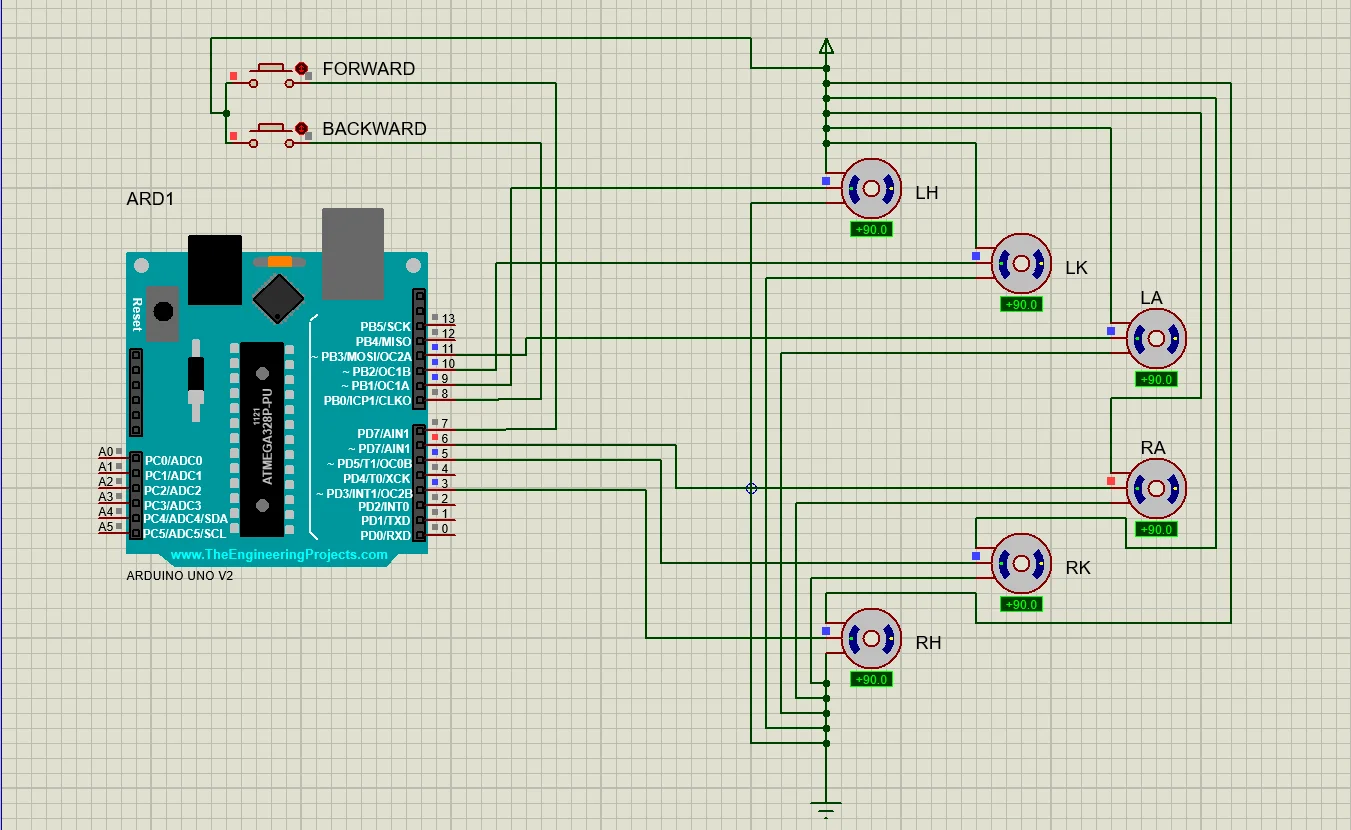 FORWARD
BACKWARD
ARD1
LH
+90.0
LK
+90.0
LA
+90.0
RA
+90.0
RK
+90.0
RH
+90.0
Reset
1121
ATMEGA328P-PU
PB5/SCK 13
PB4/MISO 12
~ PB3/MOSI/OC2A 11
~ PB2/OC1B 10
~ PB1/OC1A 9
PB0/ICP1/CLKO 8
PD7/AIN1 7
~ PD7/AIN1 6
~ PD5/T1/OC0B 5
PD4/T0/XCK 4
~ PD3/INT1/OC2B 3
PD2/INT0 2
PD1/TXD 1
PD0/RXD 0
A0 PC0/ADC0
A1 PC1/ADC1
A2 PC2/ADC2
A3 PC3/ADC3
A4 PC4/ADC4/SDA
A5 PC5/ADC5/SCL
www.TheEngineeringProjects.com
ARDUINO UNO V2